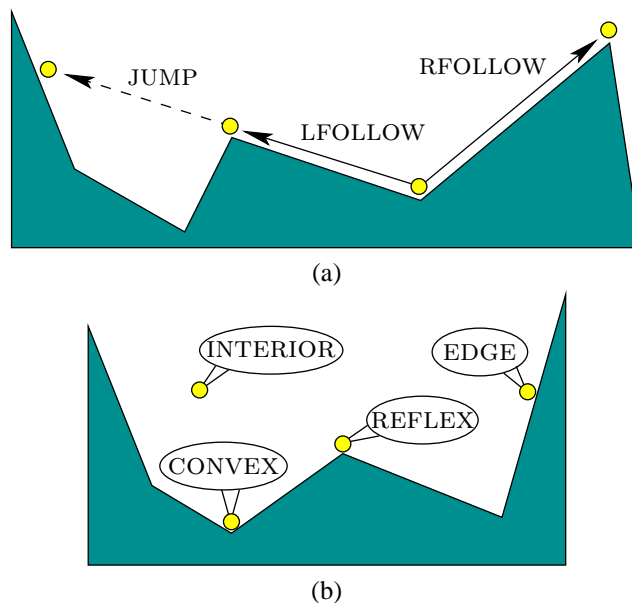 JUMP
RFOLLOW
LFOLLOW
(a)
INTERIOR
EDGE
REFLEX
CONVEX
(b)